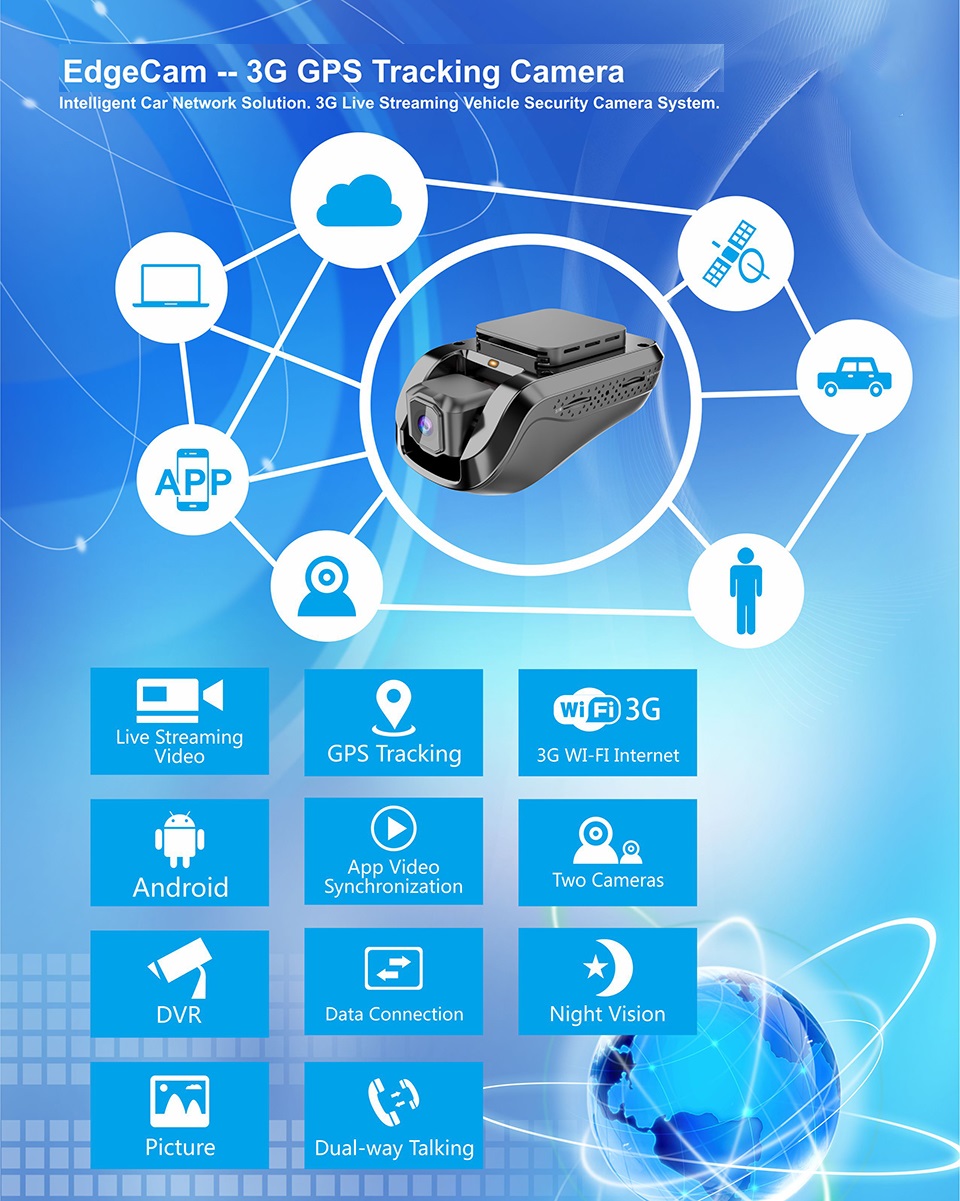 EdgeCam -- 3G GPS Tracking Camera
Intelligent Car Network Solution. 3G Live Streaming Vehicle Security Camera System.
APP
Live Streaming
Video
GPS Tracking
WiFi 3G
3G WI-FI Internet
Android
App Video
Synchronization
Two Cameras
DVR
Data Connection
Night Vision
Picture
Dual-way Talking